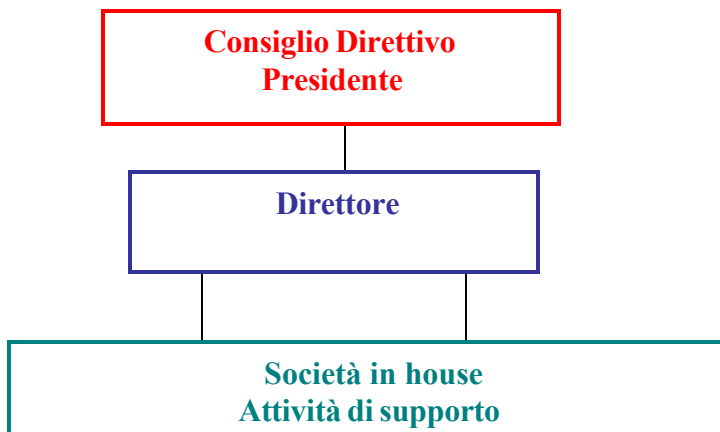 Consiglio Direttivo
Presidente
Direttore
Società in house
Attività di supporto